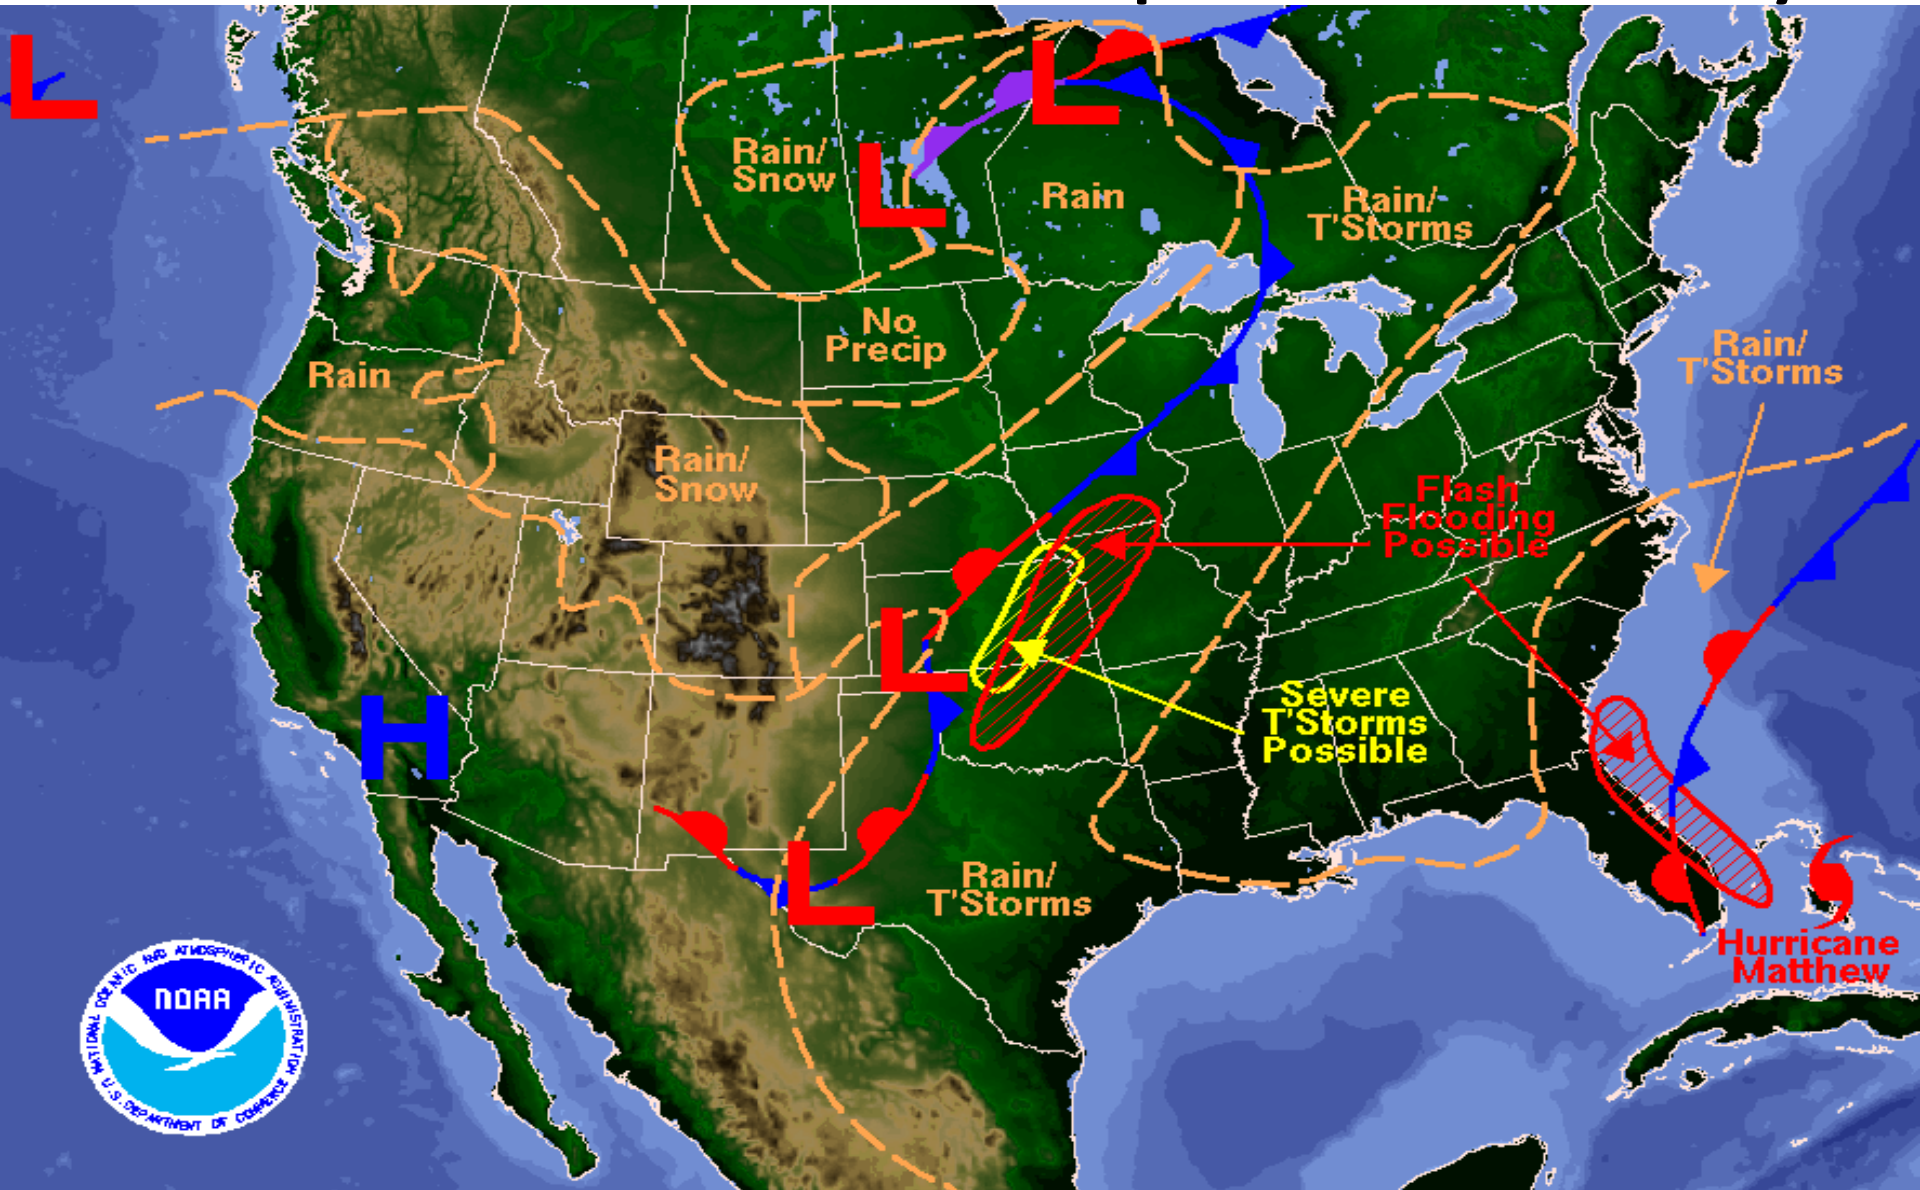 L
L
L
Rain/
Snow
Rain
Rain/
T'Storms
No
Precip
Rain
Rain/
T'Storms
Rain/
Snow
Flash
Flooding
Possible
L
H
Severe
T'Storms
Possible
L
Rain/
T'Storms
Hurricane
Matthew
NATIONAL OCEANIC AND ATMOSPHERIC ADMINISTRATION
NOAA
U.S. DEPARTMENT OF COMMERCE